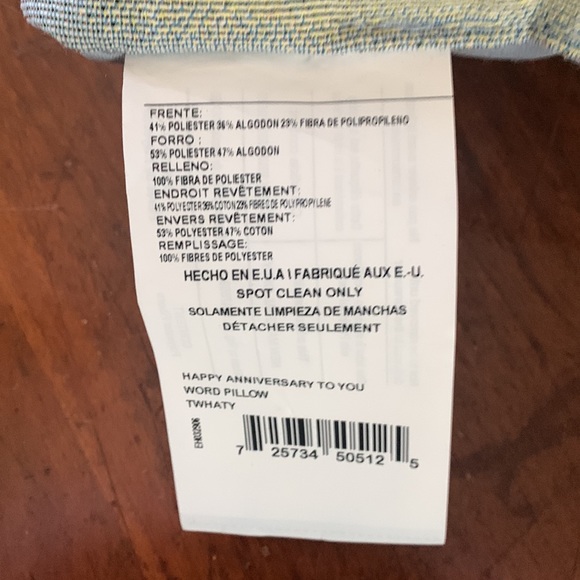 FRENTE:
41% POLIESTER 36% ALGODON 23% FIBRA DE POLIPROPILENO
FORRO :
53% POLIESTER 47% ALGODON
RELLENO:
100% FIBRA DE POLIESTER
ENDROIT REVÊTEMENT:
41% POLYESTER 36% COTON 23% FIBRES DE POLYPROPYLENE
ENVERS REVÊTEMENT:
53% POLYESTER 47% COTON
REMPLISSAGE:
100% FIBRES DE POLYESTER
HECHO EN E.U.A \ FABRIQUÉ AUX E.-U.
SPOT CLEAN ONLY
SOLAMENTE LIMPIEZA DE MANCHAS
DÉTACHER SEULEMENT
HAPPY ANNIVERSARY TO YOU
WORD PILLOW
TWHATY
EH032906
7 25734 50512 5